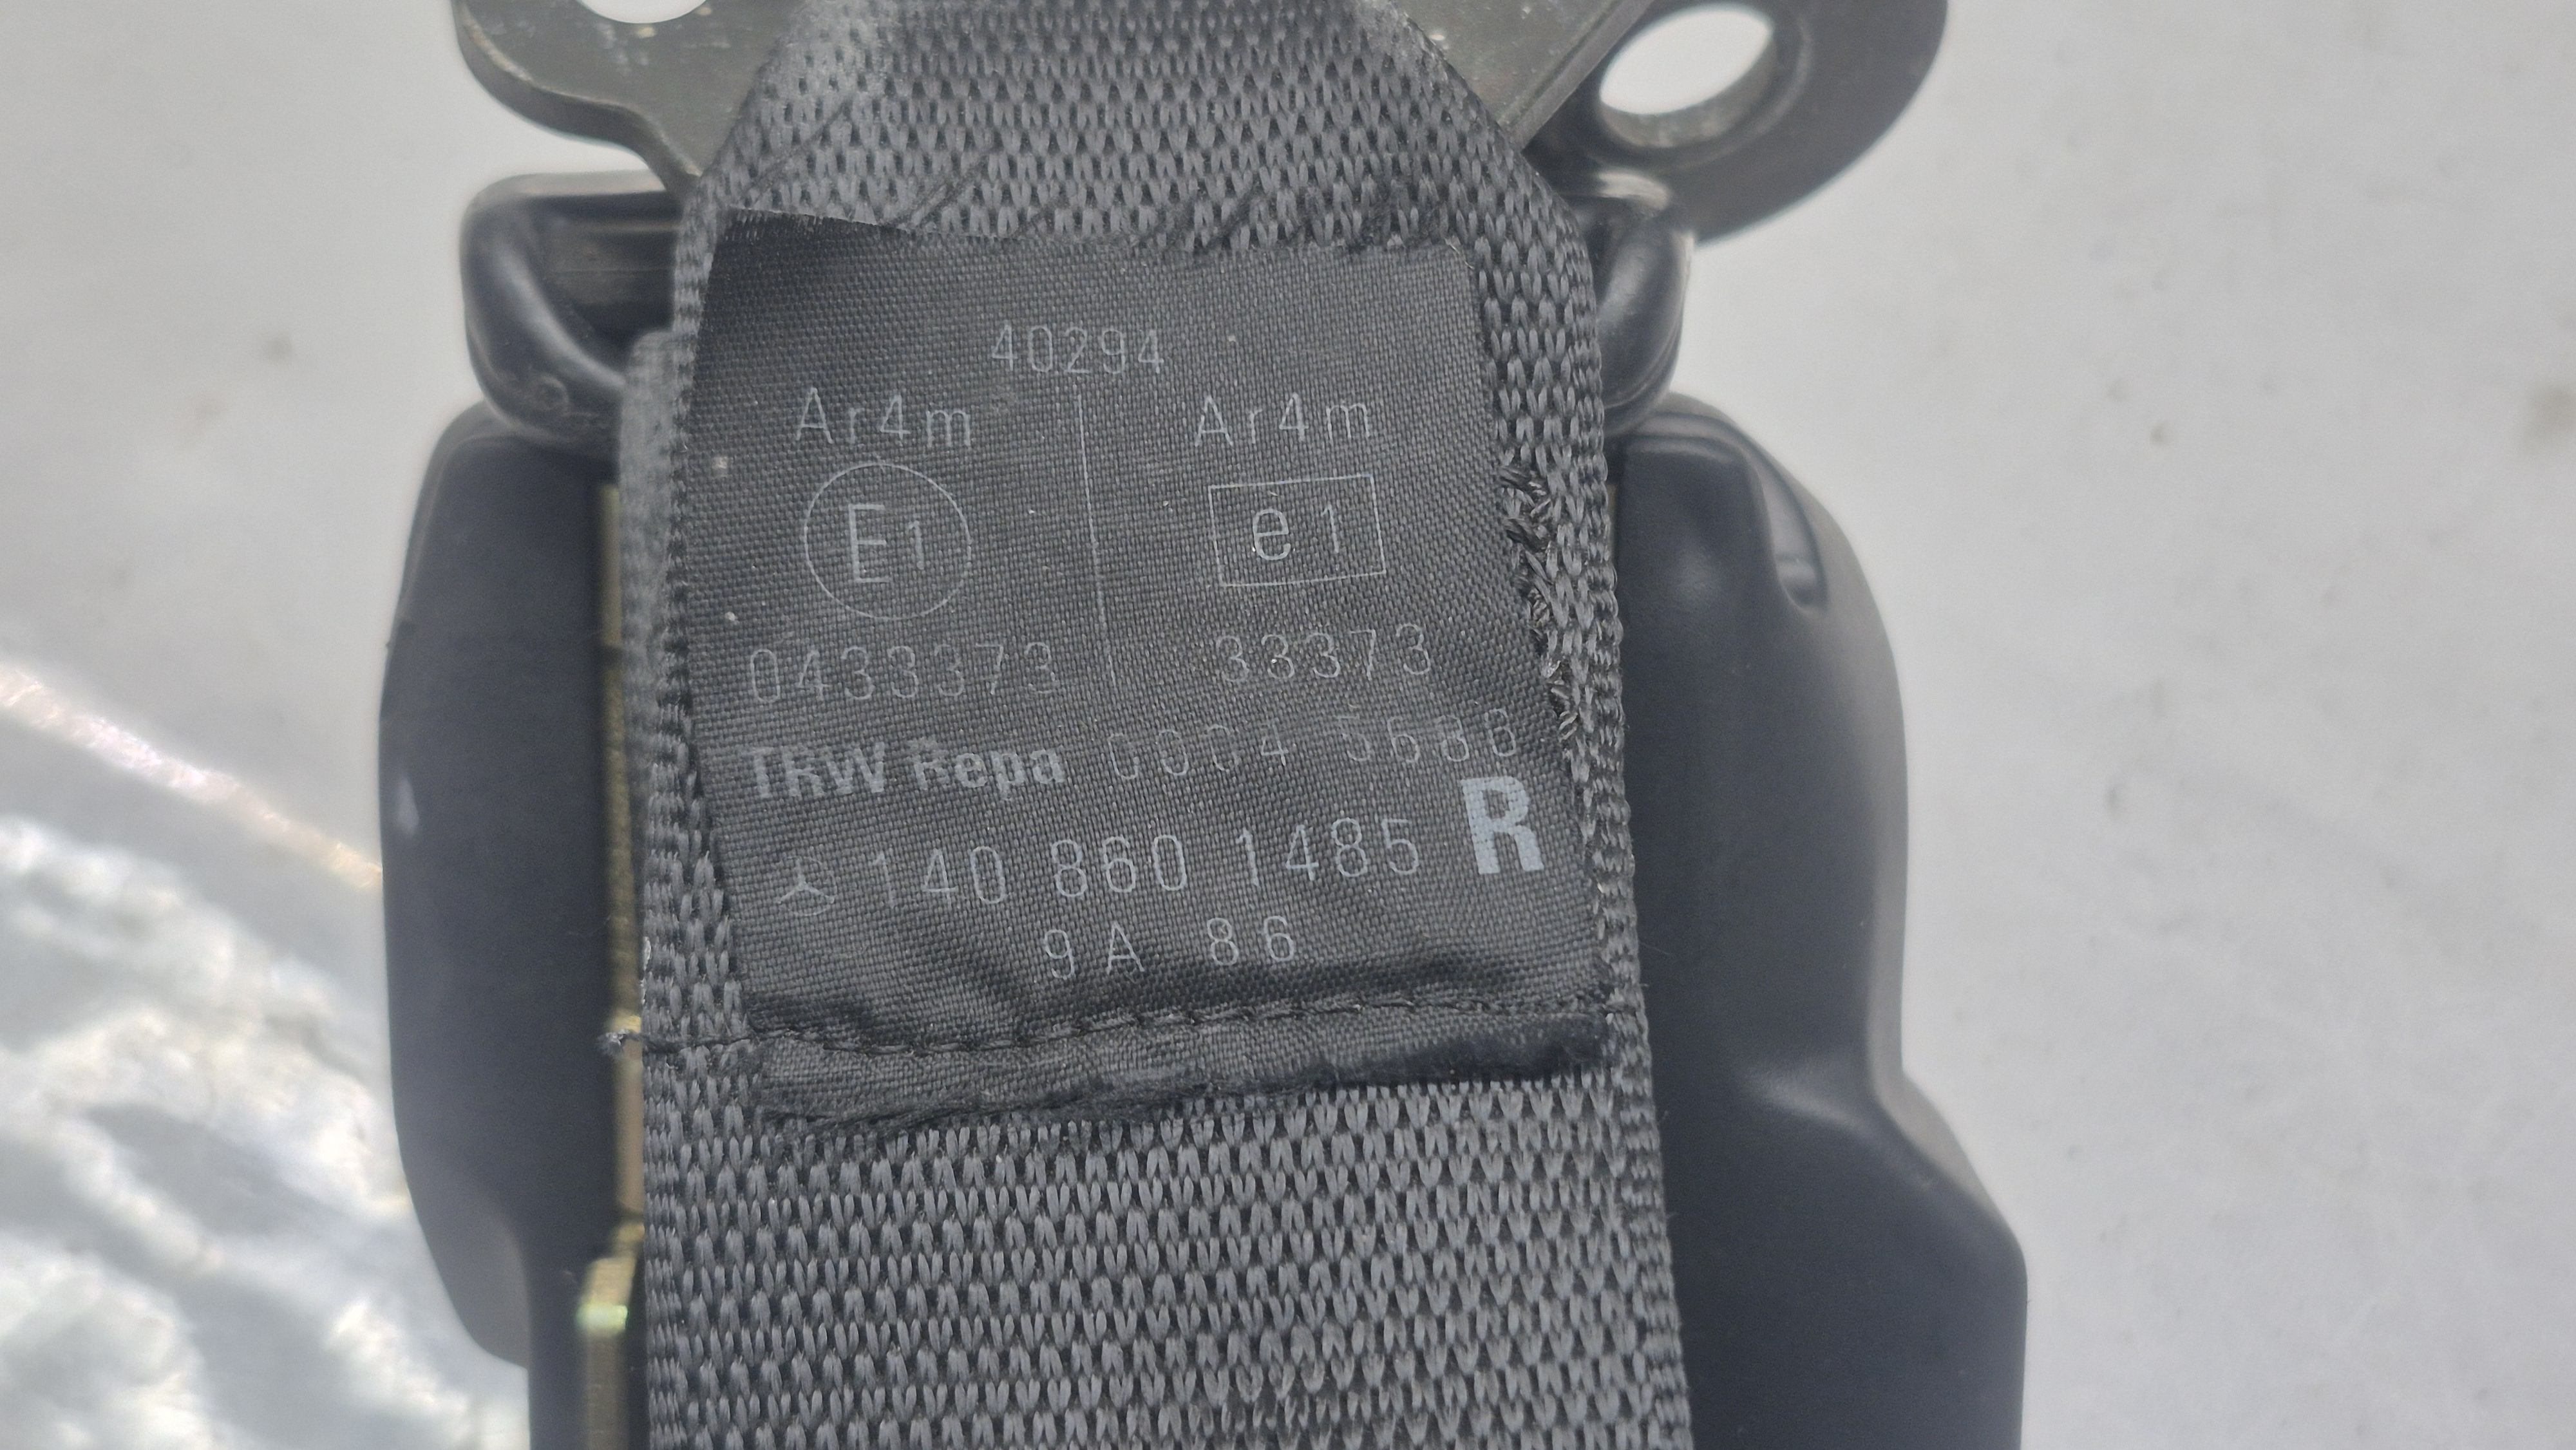 40294
Ar4m Ar4m
E1 e1
0433373 33373
TRW Repa
140 860 1485 R
9A 86